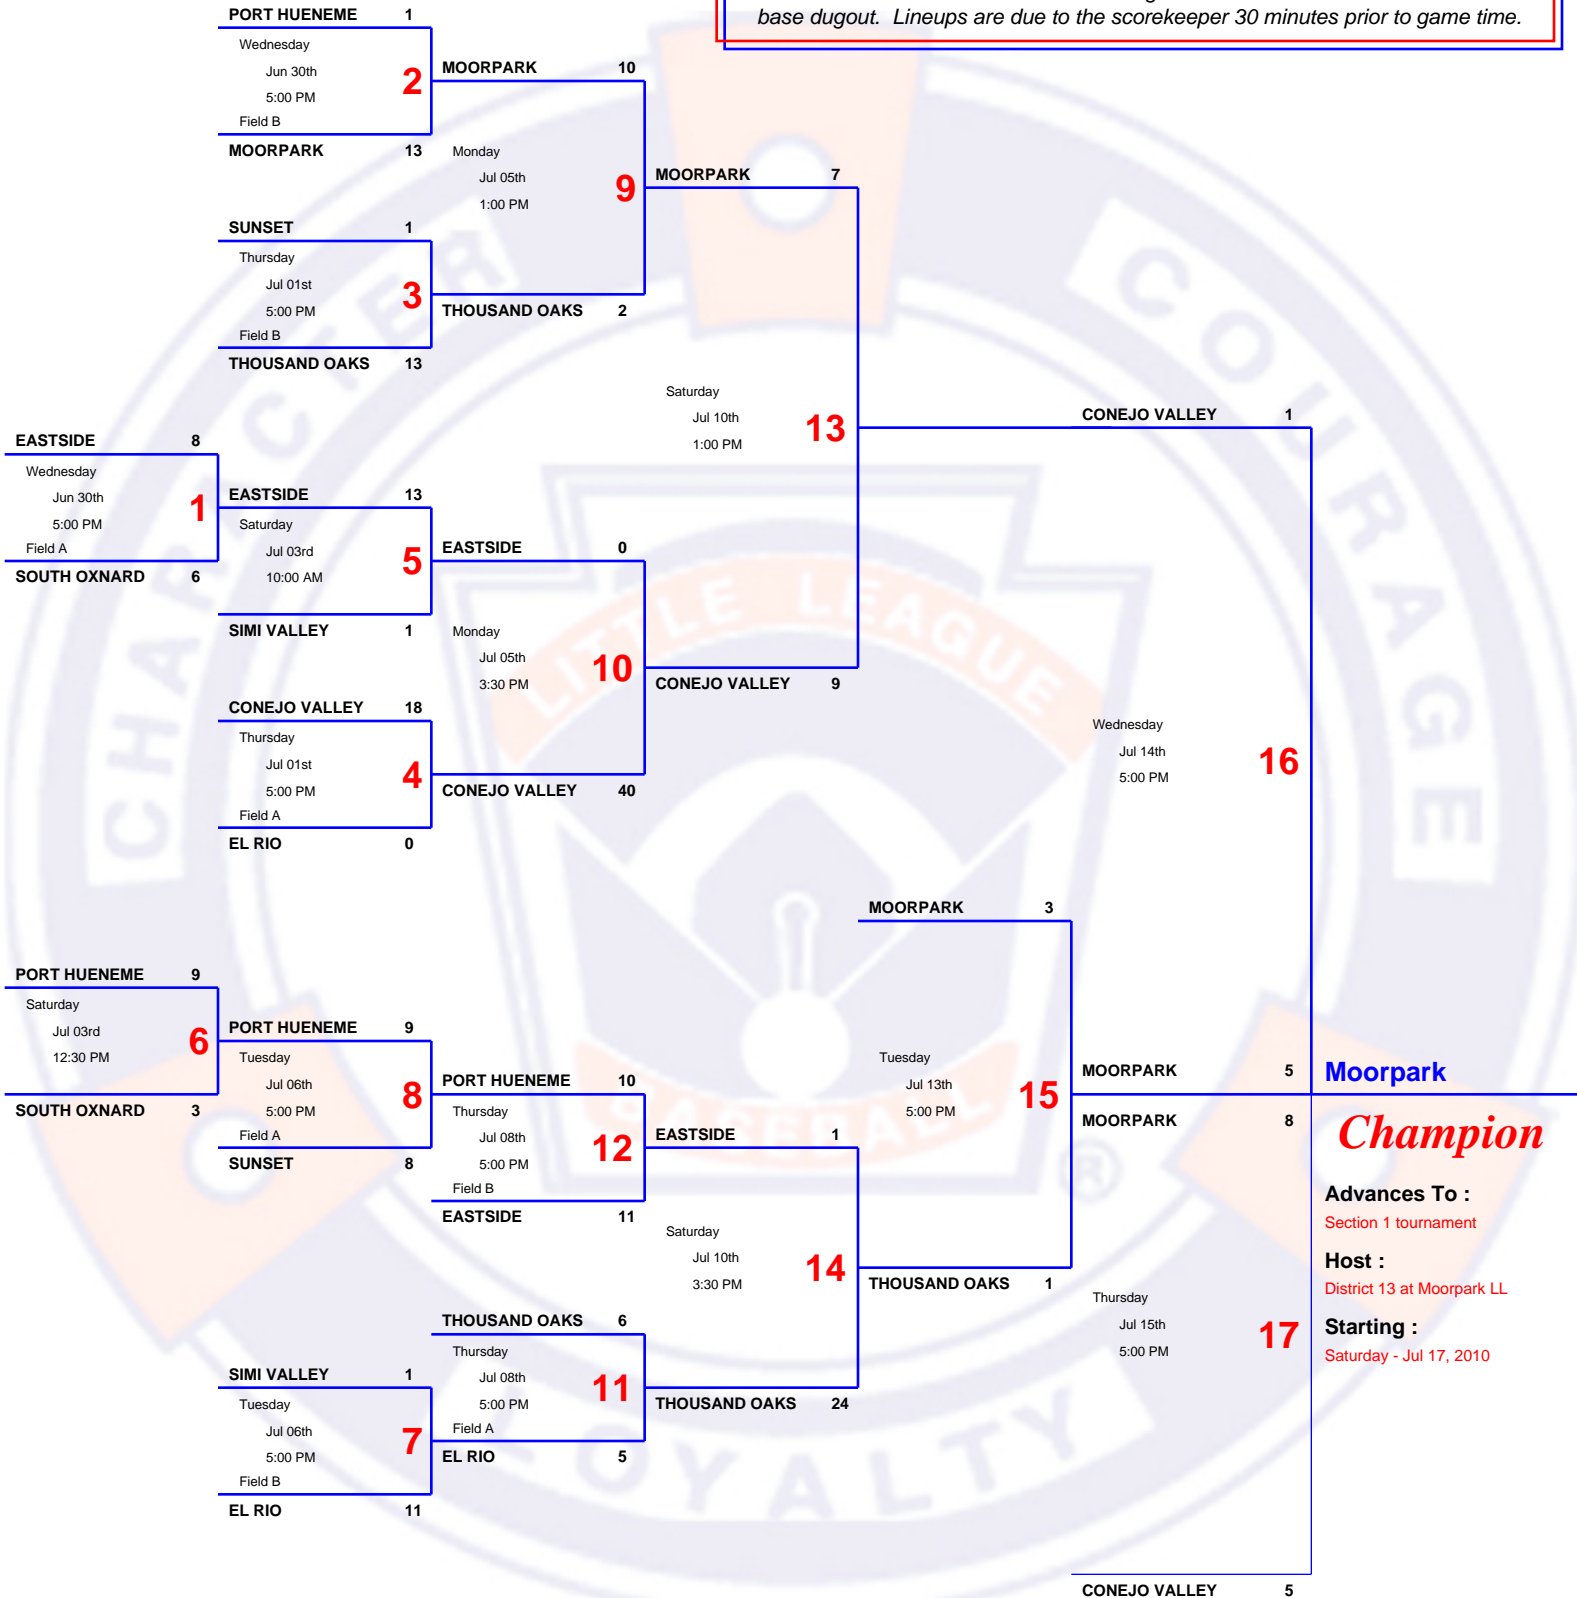 base dugout. Lineups are due to the scorekeeper 30 minutes prior to game time.
PORT HUENEME 1
Wednesday
Jun 30th
5:00 PM
2
Field B
MOORPARK 13
MOORPARK 10
Monday
Jul 05th
1:00 PM
9
SUNSET 1
Thursday
Jul 01st
5:00 PM
3
Field B
THOUSAND OAKS 13
THOUSAND OAKS 2
MOORPARK 7
Saturday
Jul 10th
1:00 PM
13
CONEJO VALLEY 1
EASTSIDE 8
Wednesday
Jun 30th
5:00 PM
1
Field A
SOUTH OXNARD 6
EASTSIDE 13
Saturday
Jul 03rd
10:00 AM
5
SIMI VALLEY 1
EASTSIDE 0
Monday
Jul 05th
3:30 PM
10
CONEJO VALLEY 9
CONEJO VALLEY 18
Thursday
Jul 01st
5:00 PM
4
Field A
EL RIO 0
CONEJO VALLEY 40
Wednesday
Jul 14th
5:00 PM
16
MOORPARK 3
PORT HUENEME 9
Saturday
Jul 03rd
12:30 PM
6
SOUTH OXNARD 3
PORT HUENEME 9
Tuesday
Jul 06th
5:00 PM
8
Field A
SUNSET 8
PORT HUENEME 10
Thursday
Jul 08th
5:00 PM
12
Field B
EASTSIDE 11
EASTSIDE 1
Saturday
Jul 10th
3:30 PM
14
Tuesday
Jul 13th
5:00 PM
15
THOUSAND OAKS 1
MOORPARK 5
MOORPARK 8
Moorpark
Champion
Advances To :
Section 1 tournament
Host :
District 13 at Moorpark LL
Starting :
Saturday - Jul 17, 2010
THOUSAND OAKS 6
Thursday
Jul 08th
5:00 PM
11
Field A
EL RIO 5
THOUSAND OAKS 24
SIMI VALLEY 1
Tuesday
Jul 06th
5:00 PM
7
Field B
EL RIO 11
Thursday
Jul 15th
5:00 PM
17
CONEJO VALLEY 5
CHARACTER
COURAGE
LOYALTY
LITTLE LEAGUE
BASEBALL
®